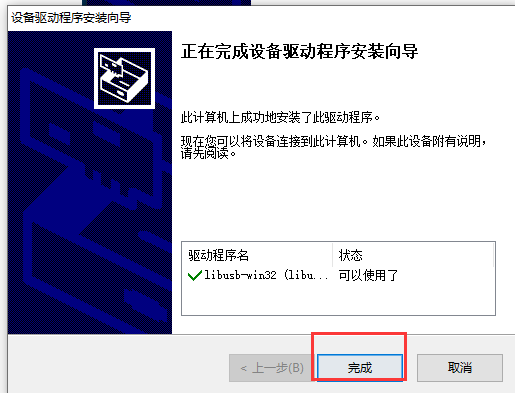 设备驱动程序安装向导
正在完成设备驱动程序安装向导
此计算机上成功地安装了此驱动程序。
现在您可以将设备连接到此计算机。如果此设备附有说明，
请先阅读。
驱动程序名 状态
libusb-win32 (libu... 可以使用了
< 上一步(B) 完成 取消